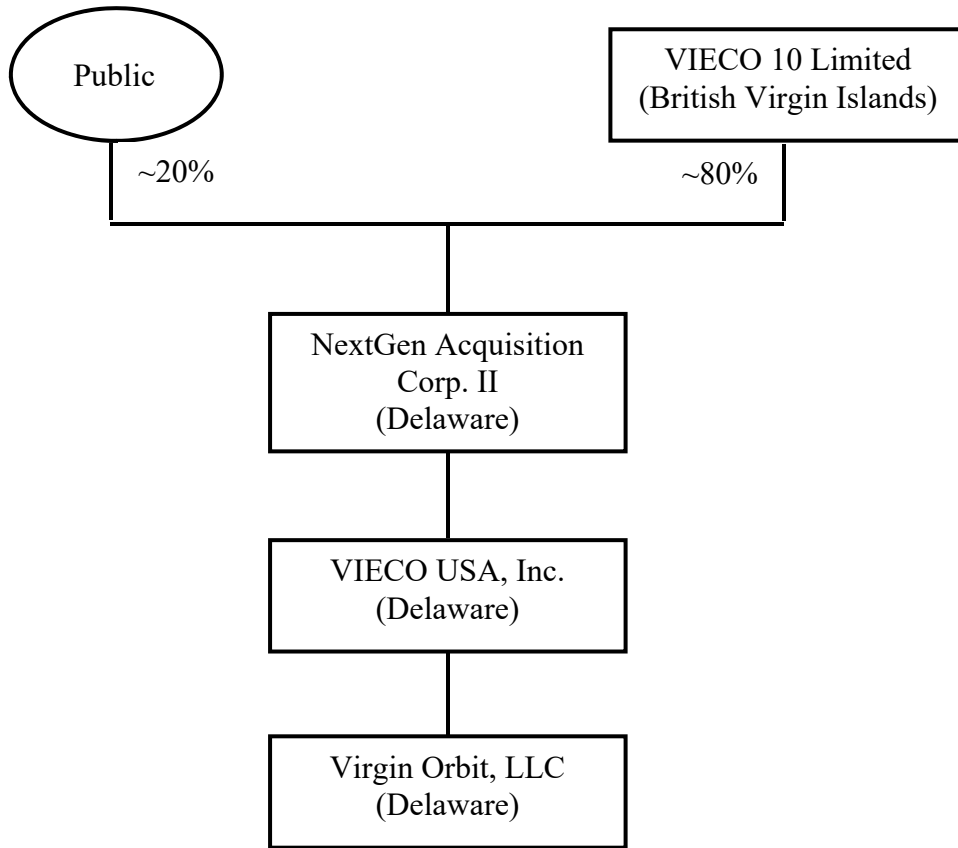 Public
VIECO 10 Limited
(British Virgin Islands)
~20%
~80%
NextGen Acquisition
Corp. II
(Delaware)
VIECO USA, Inc.
(Delaware)
Virgin Orbit, LLC
(Delaware)